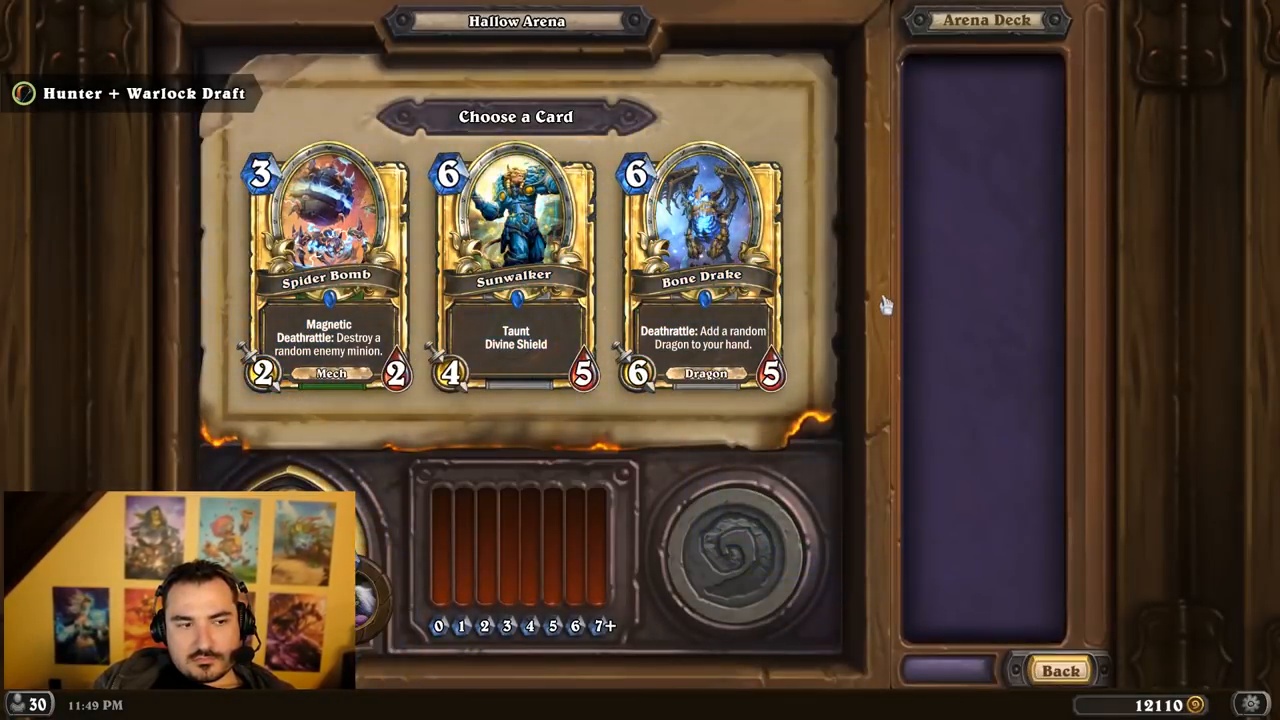 Hallow Arena
Arena Deck
Hunter + Warlock Draft
Choose a Card
3
6
6
Spider Bomb
Sunwalker
Bone Drake
Magnetic
Deathrattle: Destroy a
random enemy minion.
Taunt
Divine Shield
Deathrattle: Add a random
Dragon to your hand.
2
Mech
2
4
5
6
Dragon
5
0 1 2 3 4 5 6 7+
Back
30
11:49 PM
12110